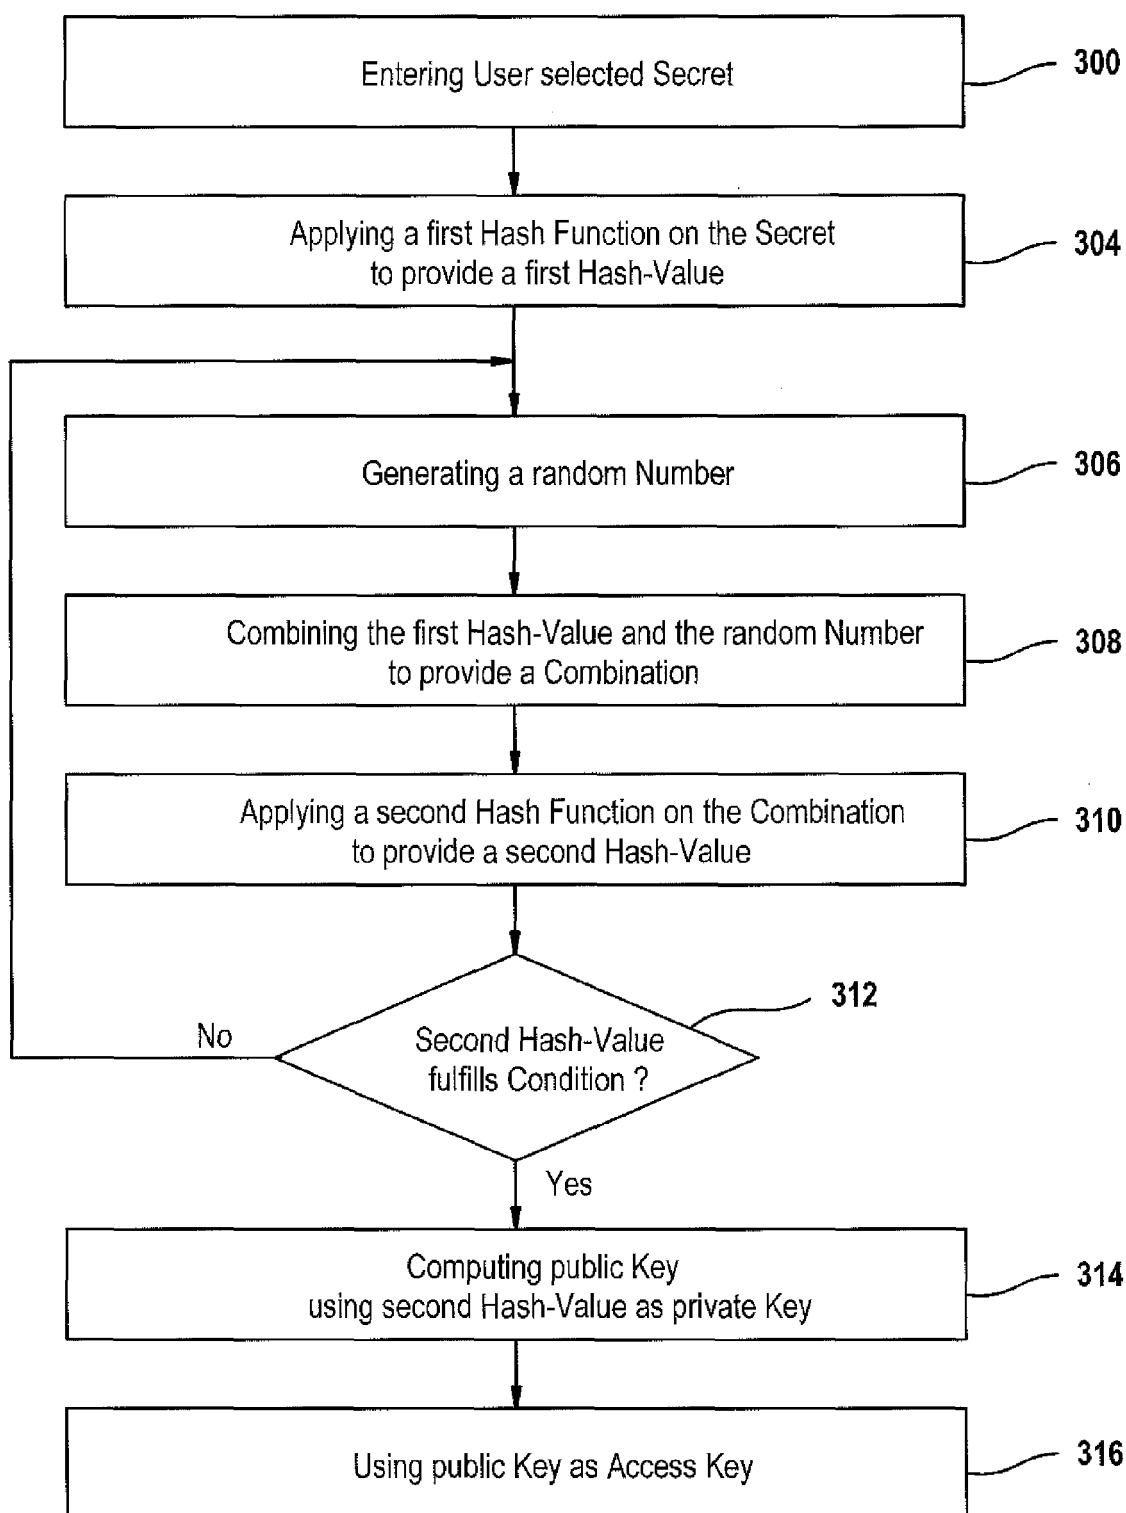 Entering User selected Secret
300
Applying a first Hash Function on the Secret
to provide a first Hash-Value
304
Generating a random Number
306
Combining the first Hash-Value and the random Number
to provide a Combination
308
Applying a second Hash Function on the Combination
to provide a second Hash-Value
310
312
No
Second Hash-Value
fulfills Condition ?
Yes
Computing public Key
using second Hash-Value as private Key
314
Using public Key as Access Key
316